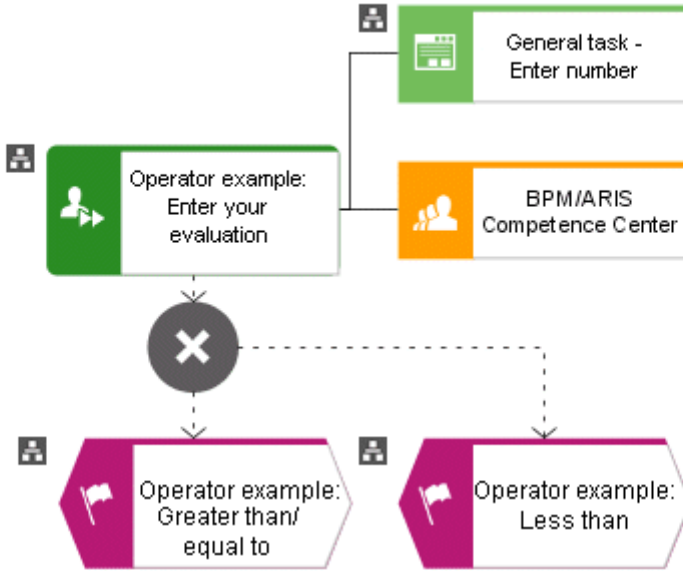 General task -
Enter number
Operator example:
Enter your
evaluation
BPM/ARIS
Competence Center
Operator example:
Greater than/
equal to
Operator example:
Less than